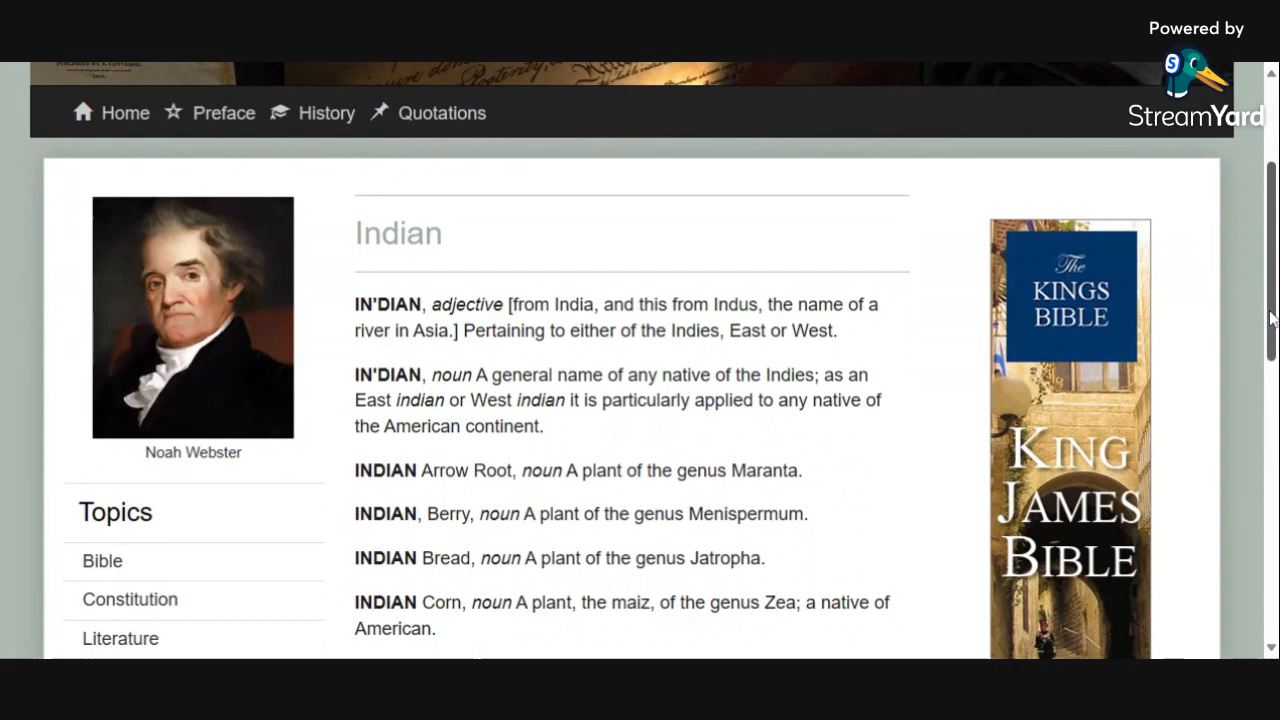 Powered by
StreamYard
Home Preface History Quotations
Indian
IN'DIAN, adjective [from India, and this from Indus, the name of a
river in Asia.] Pertaining to either of the Indies, East or West.
IN'DIAN, noun A general name of any native of the Indies; as an
East indian or West indian it is particularly applied to any native of
the American continent.
INDIAN Arrow Root, noun A plant of the genus Maranta.
INDIAN, Berry, noun A plant of the genus Menispermum.
INDIAN Bread, noun A plant of the genus Jatropha.
INDIAN Corn, noun A plant, the maiz, of the genus Zea; a native of
American.
Noah Webster
Topics
Bible
Constitution
Literature
The
KINGS
BIBLE
KING
JAMES
BIBLE